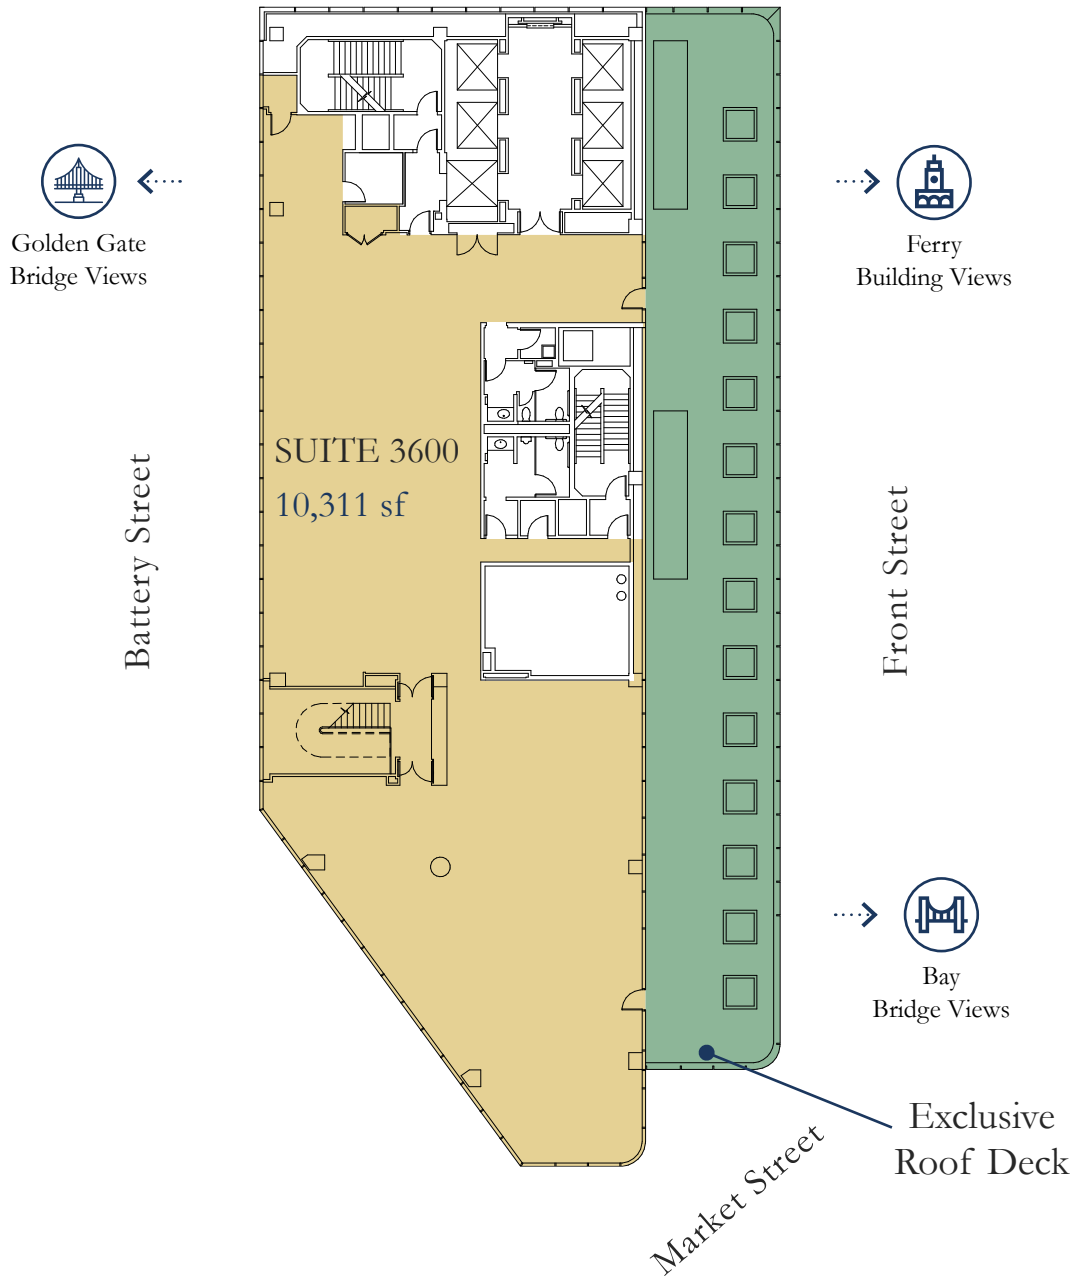 Golden Gate
Bridge Views
Ferry
Building Views
SUITE 3600
10,311 sf
Battery Street
Front Street
Bay
Bridge Views
Exclusive
Roof Deck
Market Street